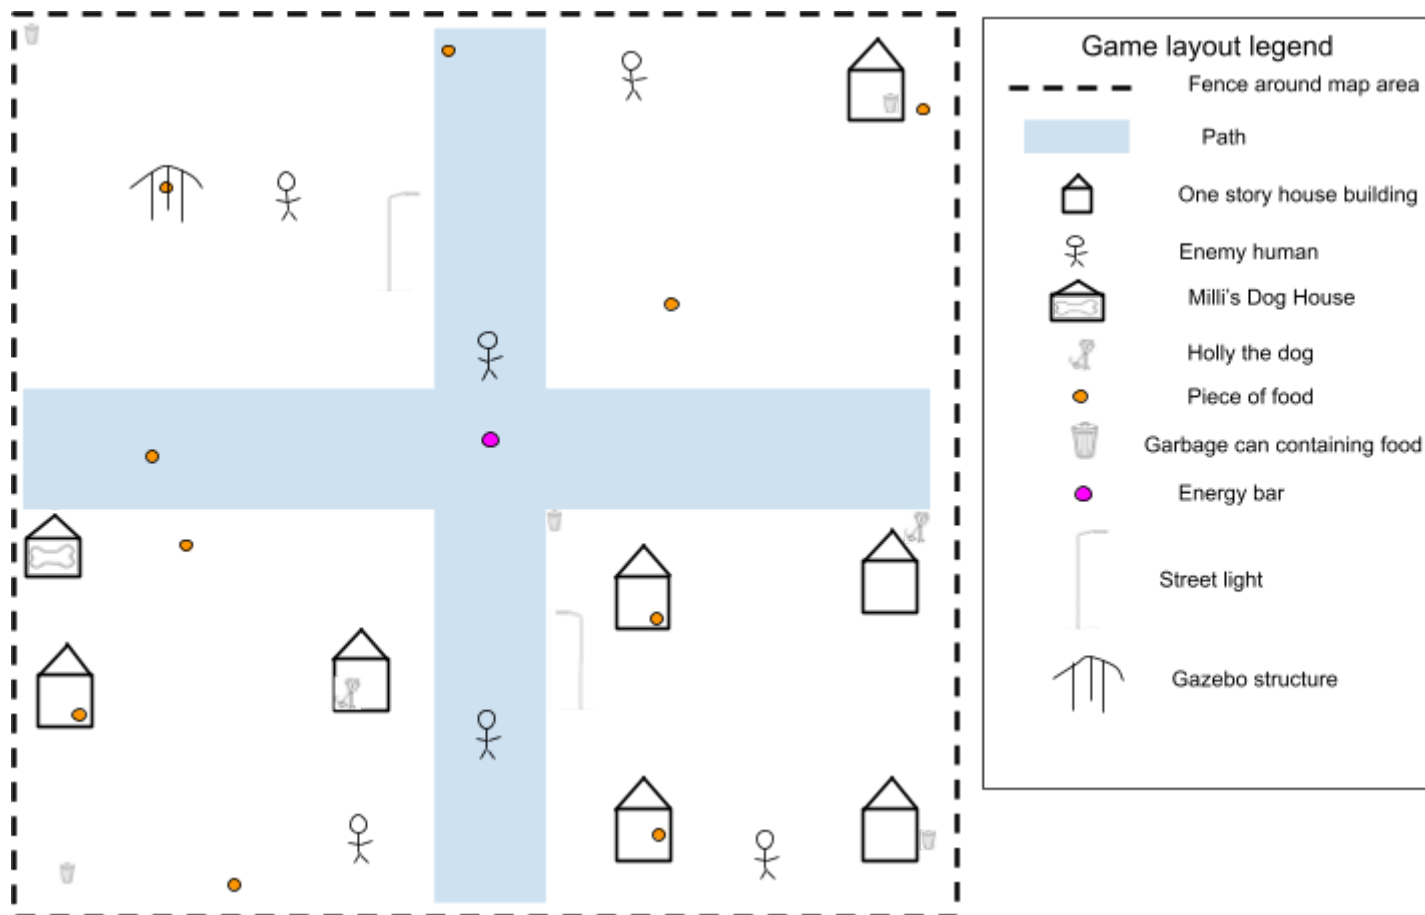 Game layout legend
Fence around map area
Path
One story house building
Enemy human
Milli's Dog House
Holly the dog
Piece of food
Garbage can containing food
Energy bar
Street light
Gazebo structure